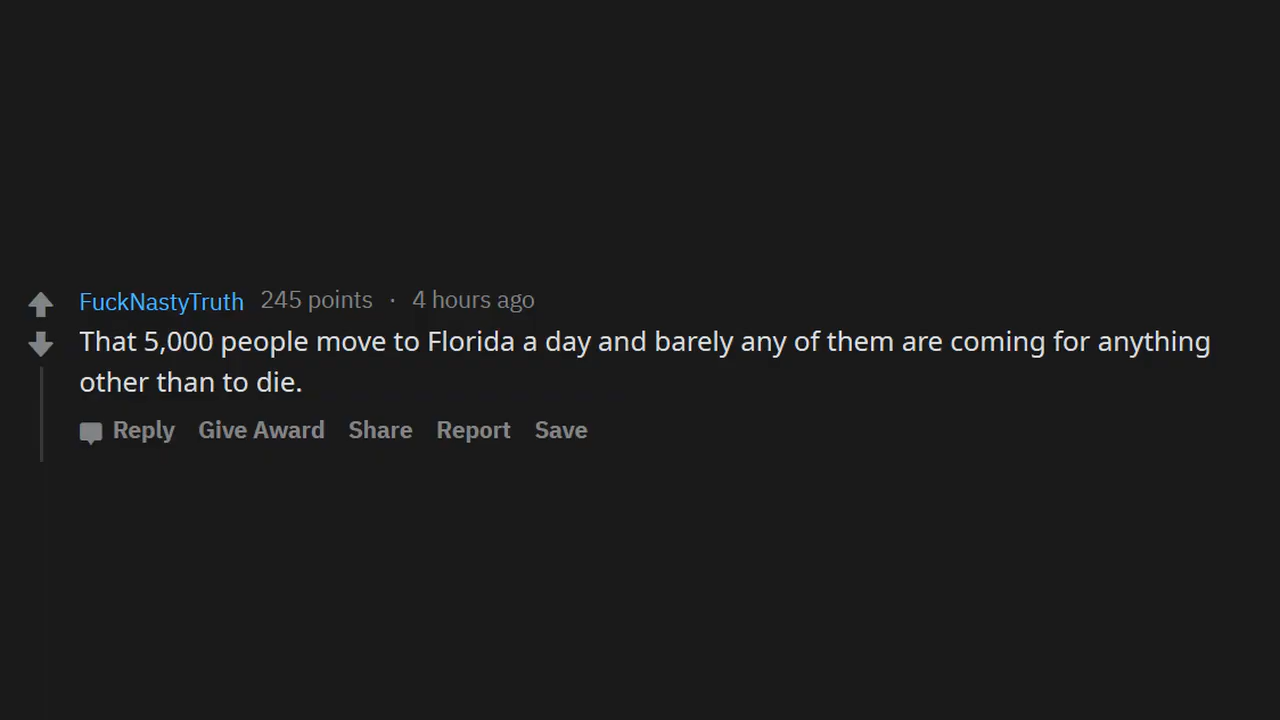 FuckNastyTruth 245 points · 4 hours ago
That 5,000 people move to Florida a day and barely any of them are coming for anything
other than to die.
Reply Give Award Share Report Save